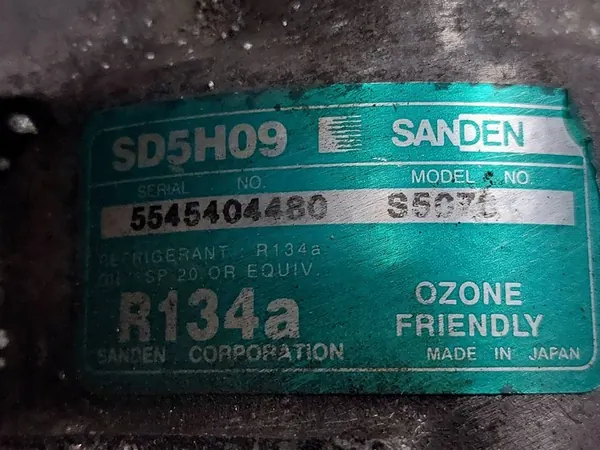 SD5H09 SANDEN
SERIAL NO. MODEL NO.
5545404480
REFRIGERANT R134a
OIL SP-20 OR EQUIV.
R134a
OZONE
FRIENDLY
SANDEN CORPORATION MADE IN JAPAN